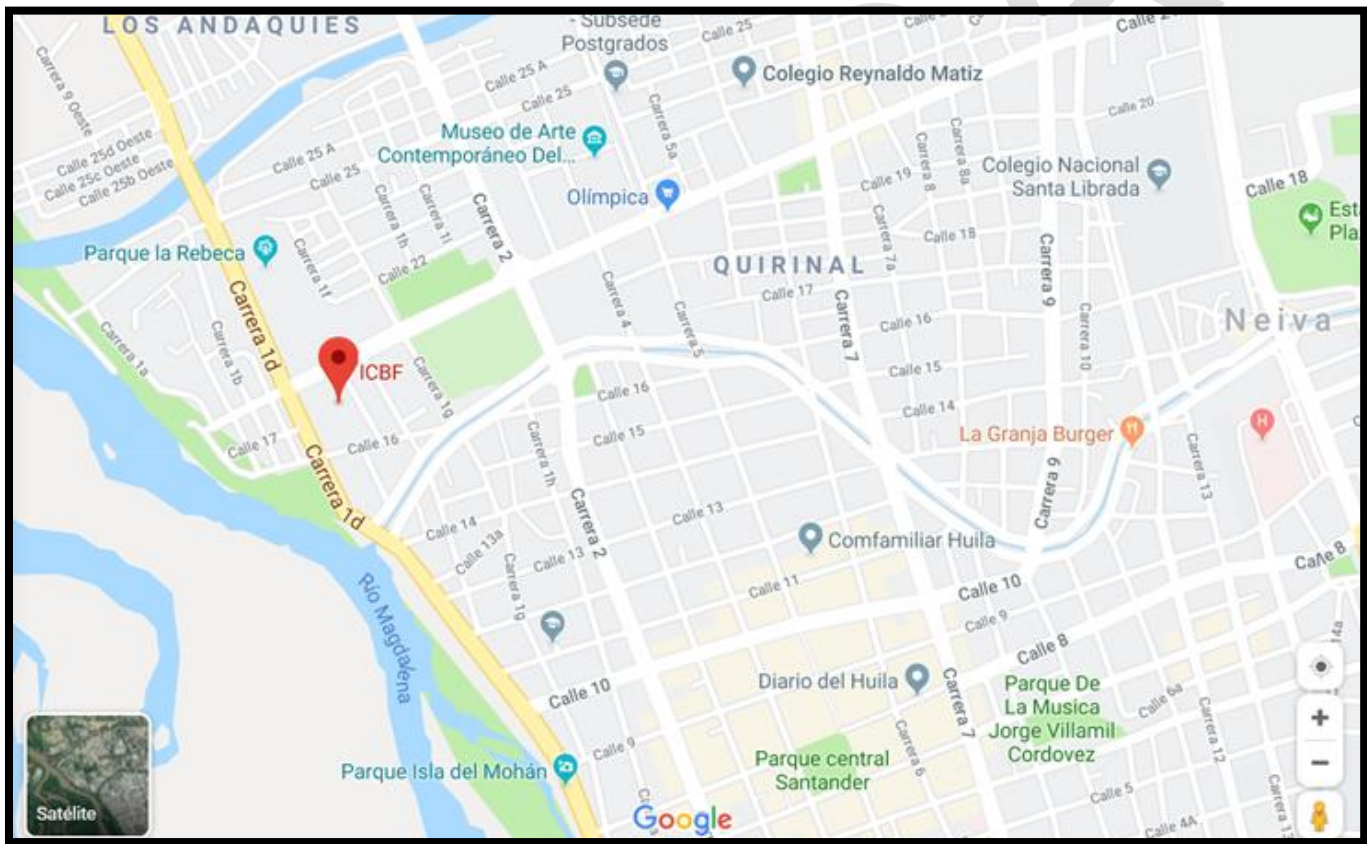 LOS ANDAQUIES
- Subsede
Postgrados
Calle 25
Carrera 9 Oeste
Calle 25 A
Calle 25
Colegio Reynaldo Matiz
Calle 20
Calle 25d Oeste
Calle 25c Oeste
Calle 25b Oeste
Calle 25 A
Calle 25
Museo de Arte
Contemporáneo Del...
Carrera 5a
Carrera 8
Carrera 8a
Colegio Nacional
Santa Librada
Calle 19
Calle 18
Olímpica
Est
Pla
Parque la Rebeca
Carrera 1h
Carrera 1I
Carrera 2
Calle 22
Carrera 1f
Calle 18
Carrera 7a
Carrera 9
QUIRINAL
Calle 17
Carrera 7
Carrera 1d
Carrera 1a
Carrera 1b
Carrera 4
Carrera 5
Calle 16
Carrera 10
Neiva
ICBF
Carrera 1g
Calle 16
Calle 15
Calle 14
Calle 17
Calle 16
Calle 15
Carrera 1h
La Granja Burger
H
Carrera 13
Carrera 1d
Carrera 2
Carrera 9
Calle 14
Calle 13
Calle 13a
Calle 13
Comfamiliar Huila
Calle 8
Carrera 1g
Calle 11
Calle 10
Río Magdalena
Calle 9
Calle 8
14a
Calle 10
Diario del Huila
Carrera 7
Parque De
La Musica
Jorge Villamil
Cordovez
Calle 6a
Carrera 12
Calle 9
Parque Isla del Mohán
Parque central
Santander
Carrera 6
Calle 5
Satélite
Google
Calle 4A
Carrera 13